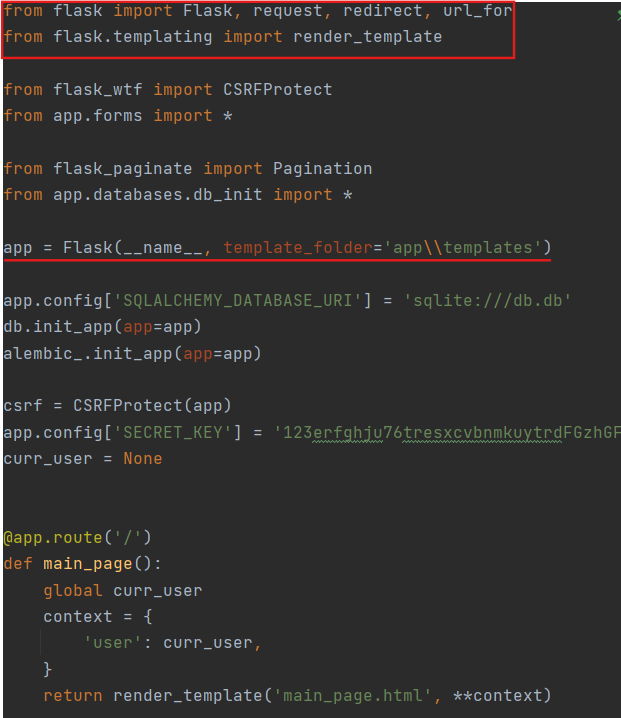 from flask import Flask, request, redirect, url_for
from flask.templating import render_template
from flask_wtf import CSRFProtect
from app.forms import *
from flask_paginate import Pagination
from app.databases.db_init import *
app = Flask(__name__, template_folder='app\\templates')
app.config['SQLALCHEMY_DATABASE_URI'] = 'sqlite:///db.db'
db.init_app(app=app)
alembic_.init_app(app=app)
csrf = CSRFProtect(app)
app.config['SECRET_KEY'] = '123erfghju76tresxcvbnmkuytrdFGzhGF
curr_user = None
@app.route('/')
def main_page():
    global curr_user
    context = {
        'user': curr_user,
    }
    return render_template('main_page.html', **context)